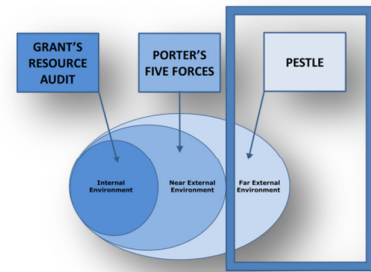 GRANT'S
RESOURCE
AUDIT
PORTER'S
FIVE FORCES
PESTLE
Internal
Environment
Near External
Environment
Far External
Environment